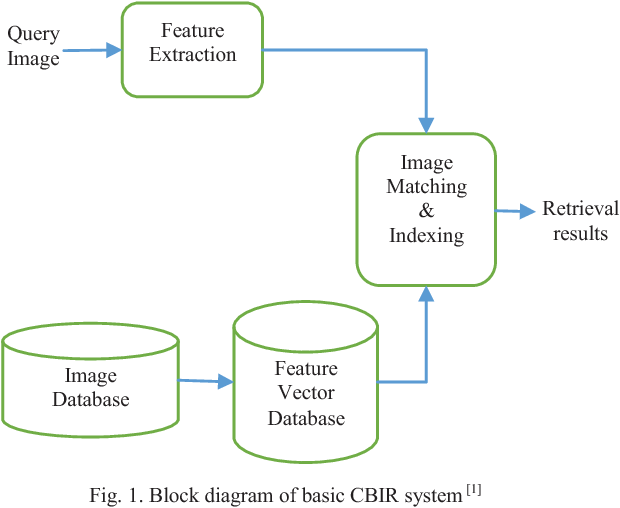 Query
Image
Feature
Extraction
Image
Matching
&
Indexing
Retrieval
results
Image
Database
Feature
Vector
Database
Fig. 1. Block diagram of basic CBIR system [1]